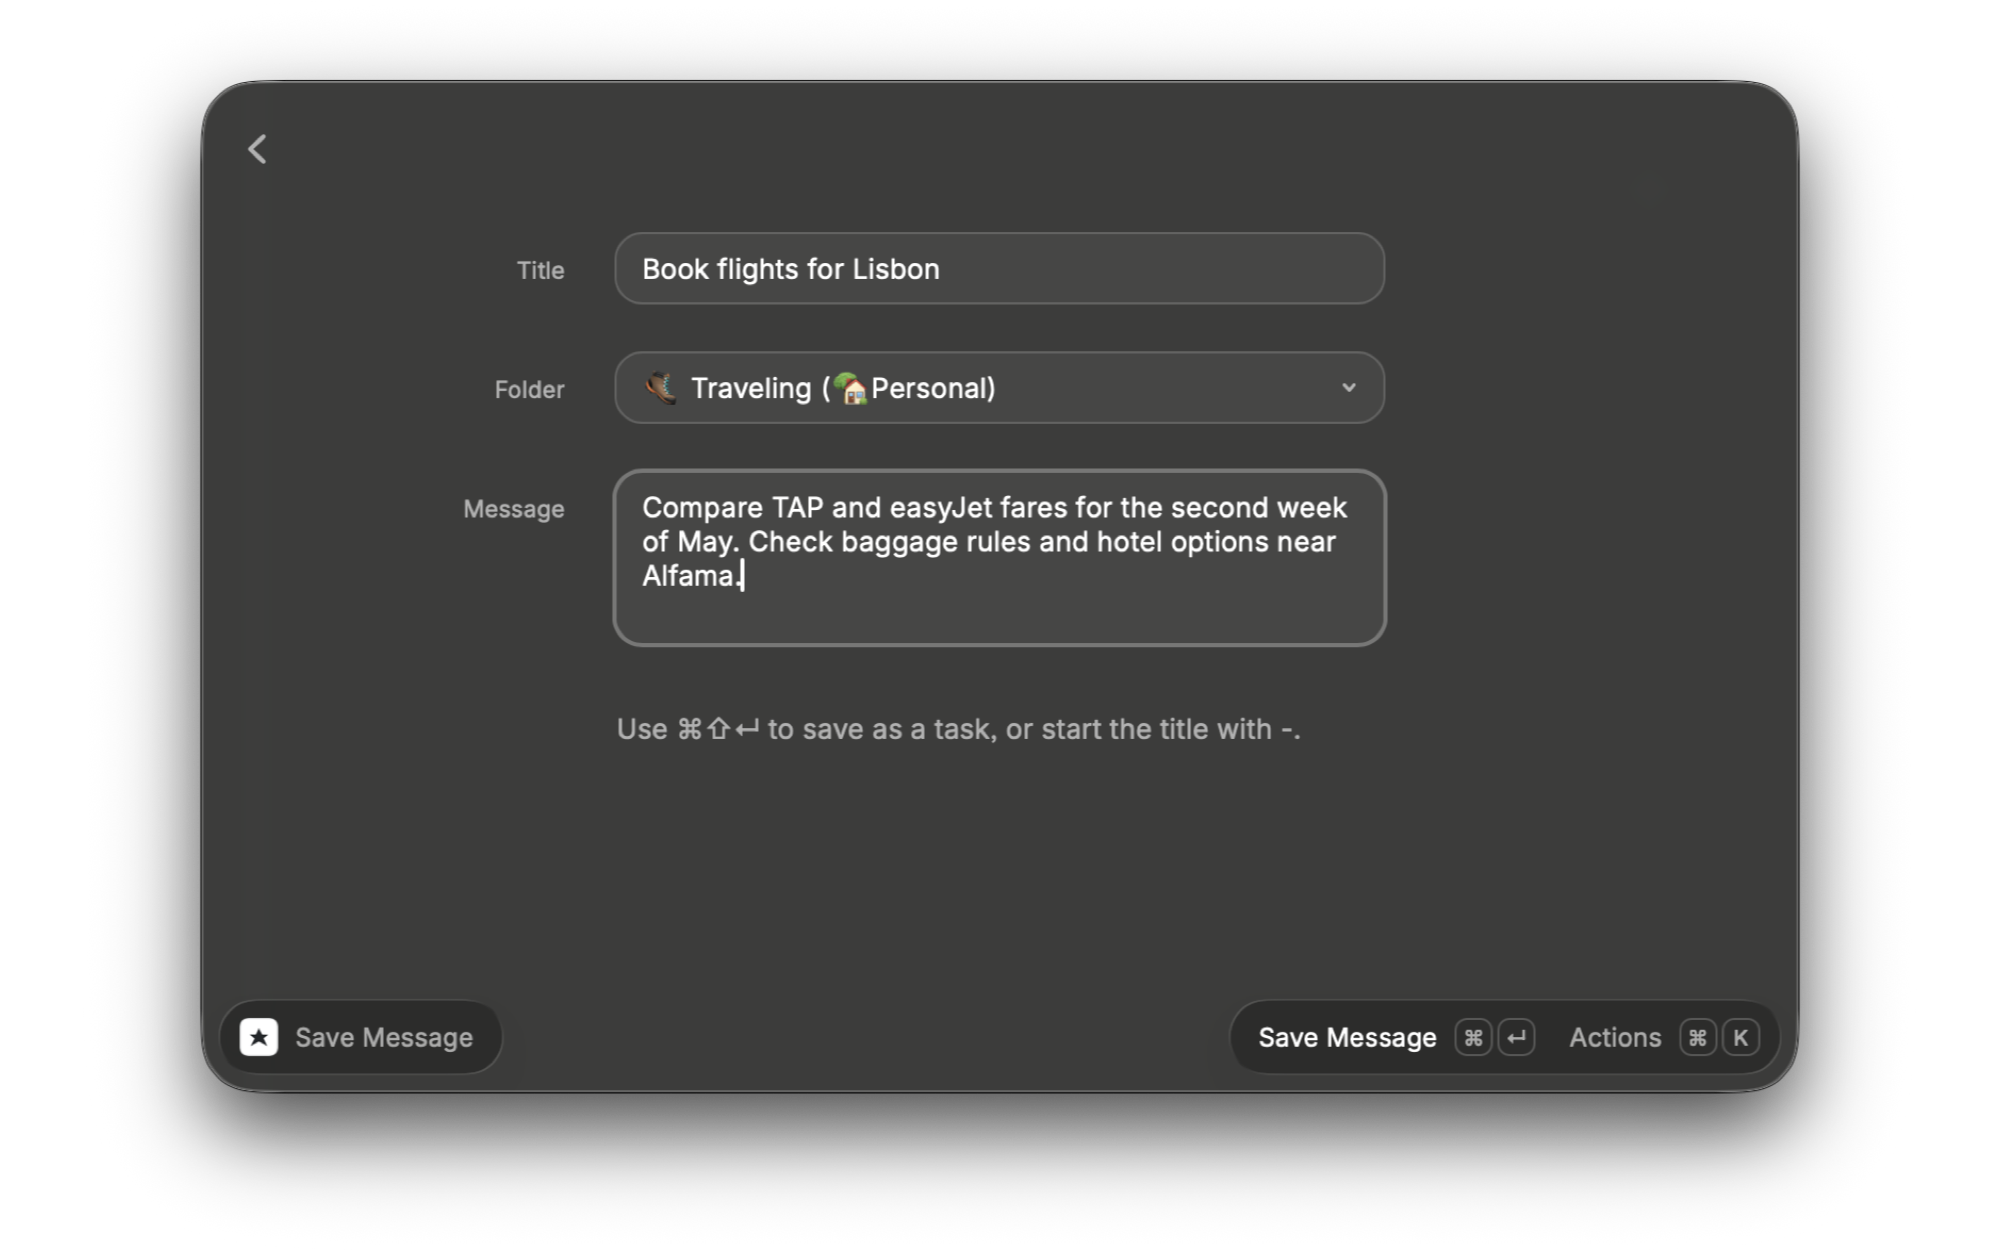 Title
Book flights for Lisbon
Folder
🥾 Traveling (🏡Personal)
Message
Compare TAP and easyJet fares for the second week
of May. Check baggage rules and hotel options near
Alfama.
Use ⌘⇧↵ to save as a task, or start the title with -.
Save Message
Save Message ⌘ ↵ Actions ⌘ K